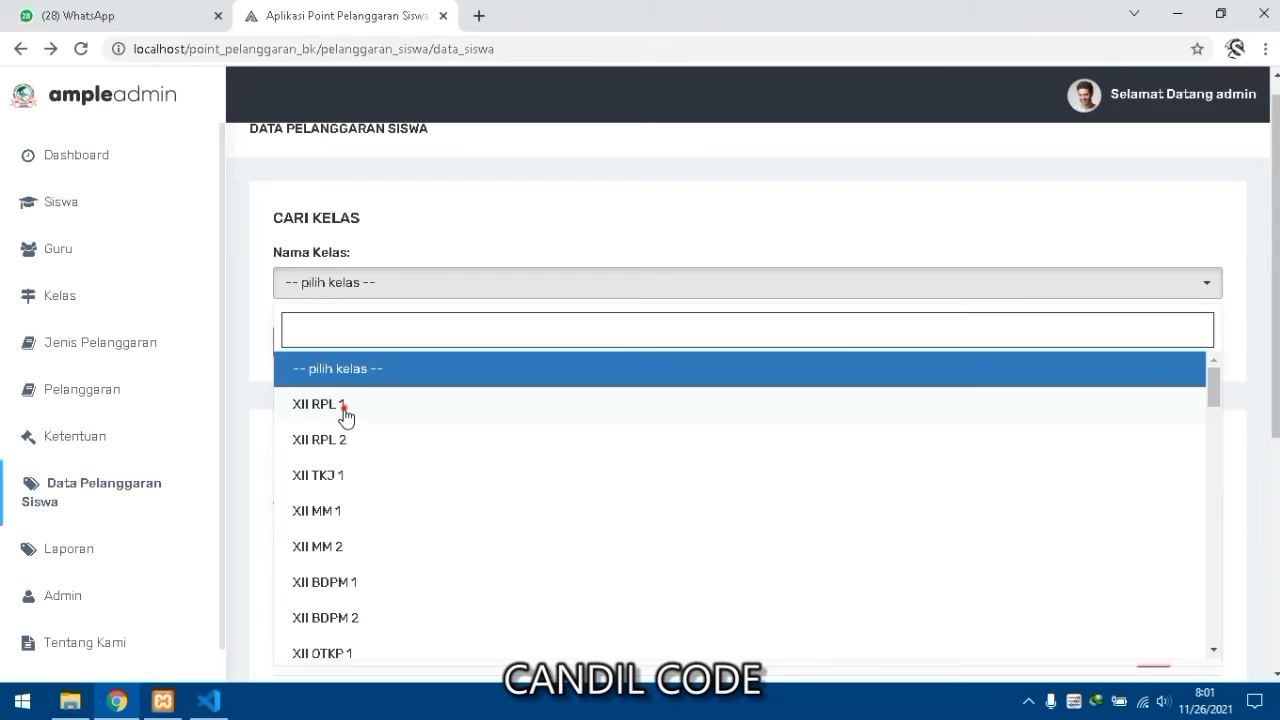 (28) WhatsApp
Aplikasi Point Pelanggaran Siswa
localhost/point_pelanggaran_bk/pelanggaran_siswa/data_siswa
ampleadmin
Selamat Datang admin
DATA PELANGGARAN SISWA
Dashboard
Siswa
Guru
Kelas
Jenis Pelanggaran
Pelanggaran
Ketentuan
Data Pelanggaran
Siswa
Laporan
Admin
Tentang Kami
CARI KELAS
Nama Kelas:
-- pilih kelas --
-- pilih kelas --
XII RPL 1
XII RPL 2
XII TKJ 1
XII MM 1
XII MM 2
XII BDPM 1
XII BDPM 2
XII OTKP 1
CANDIL CODE
8:01
11/26/2021